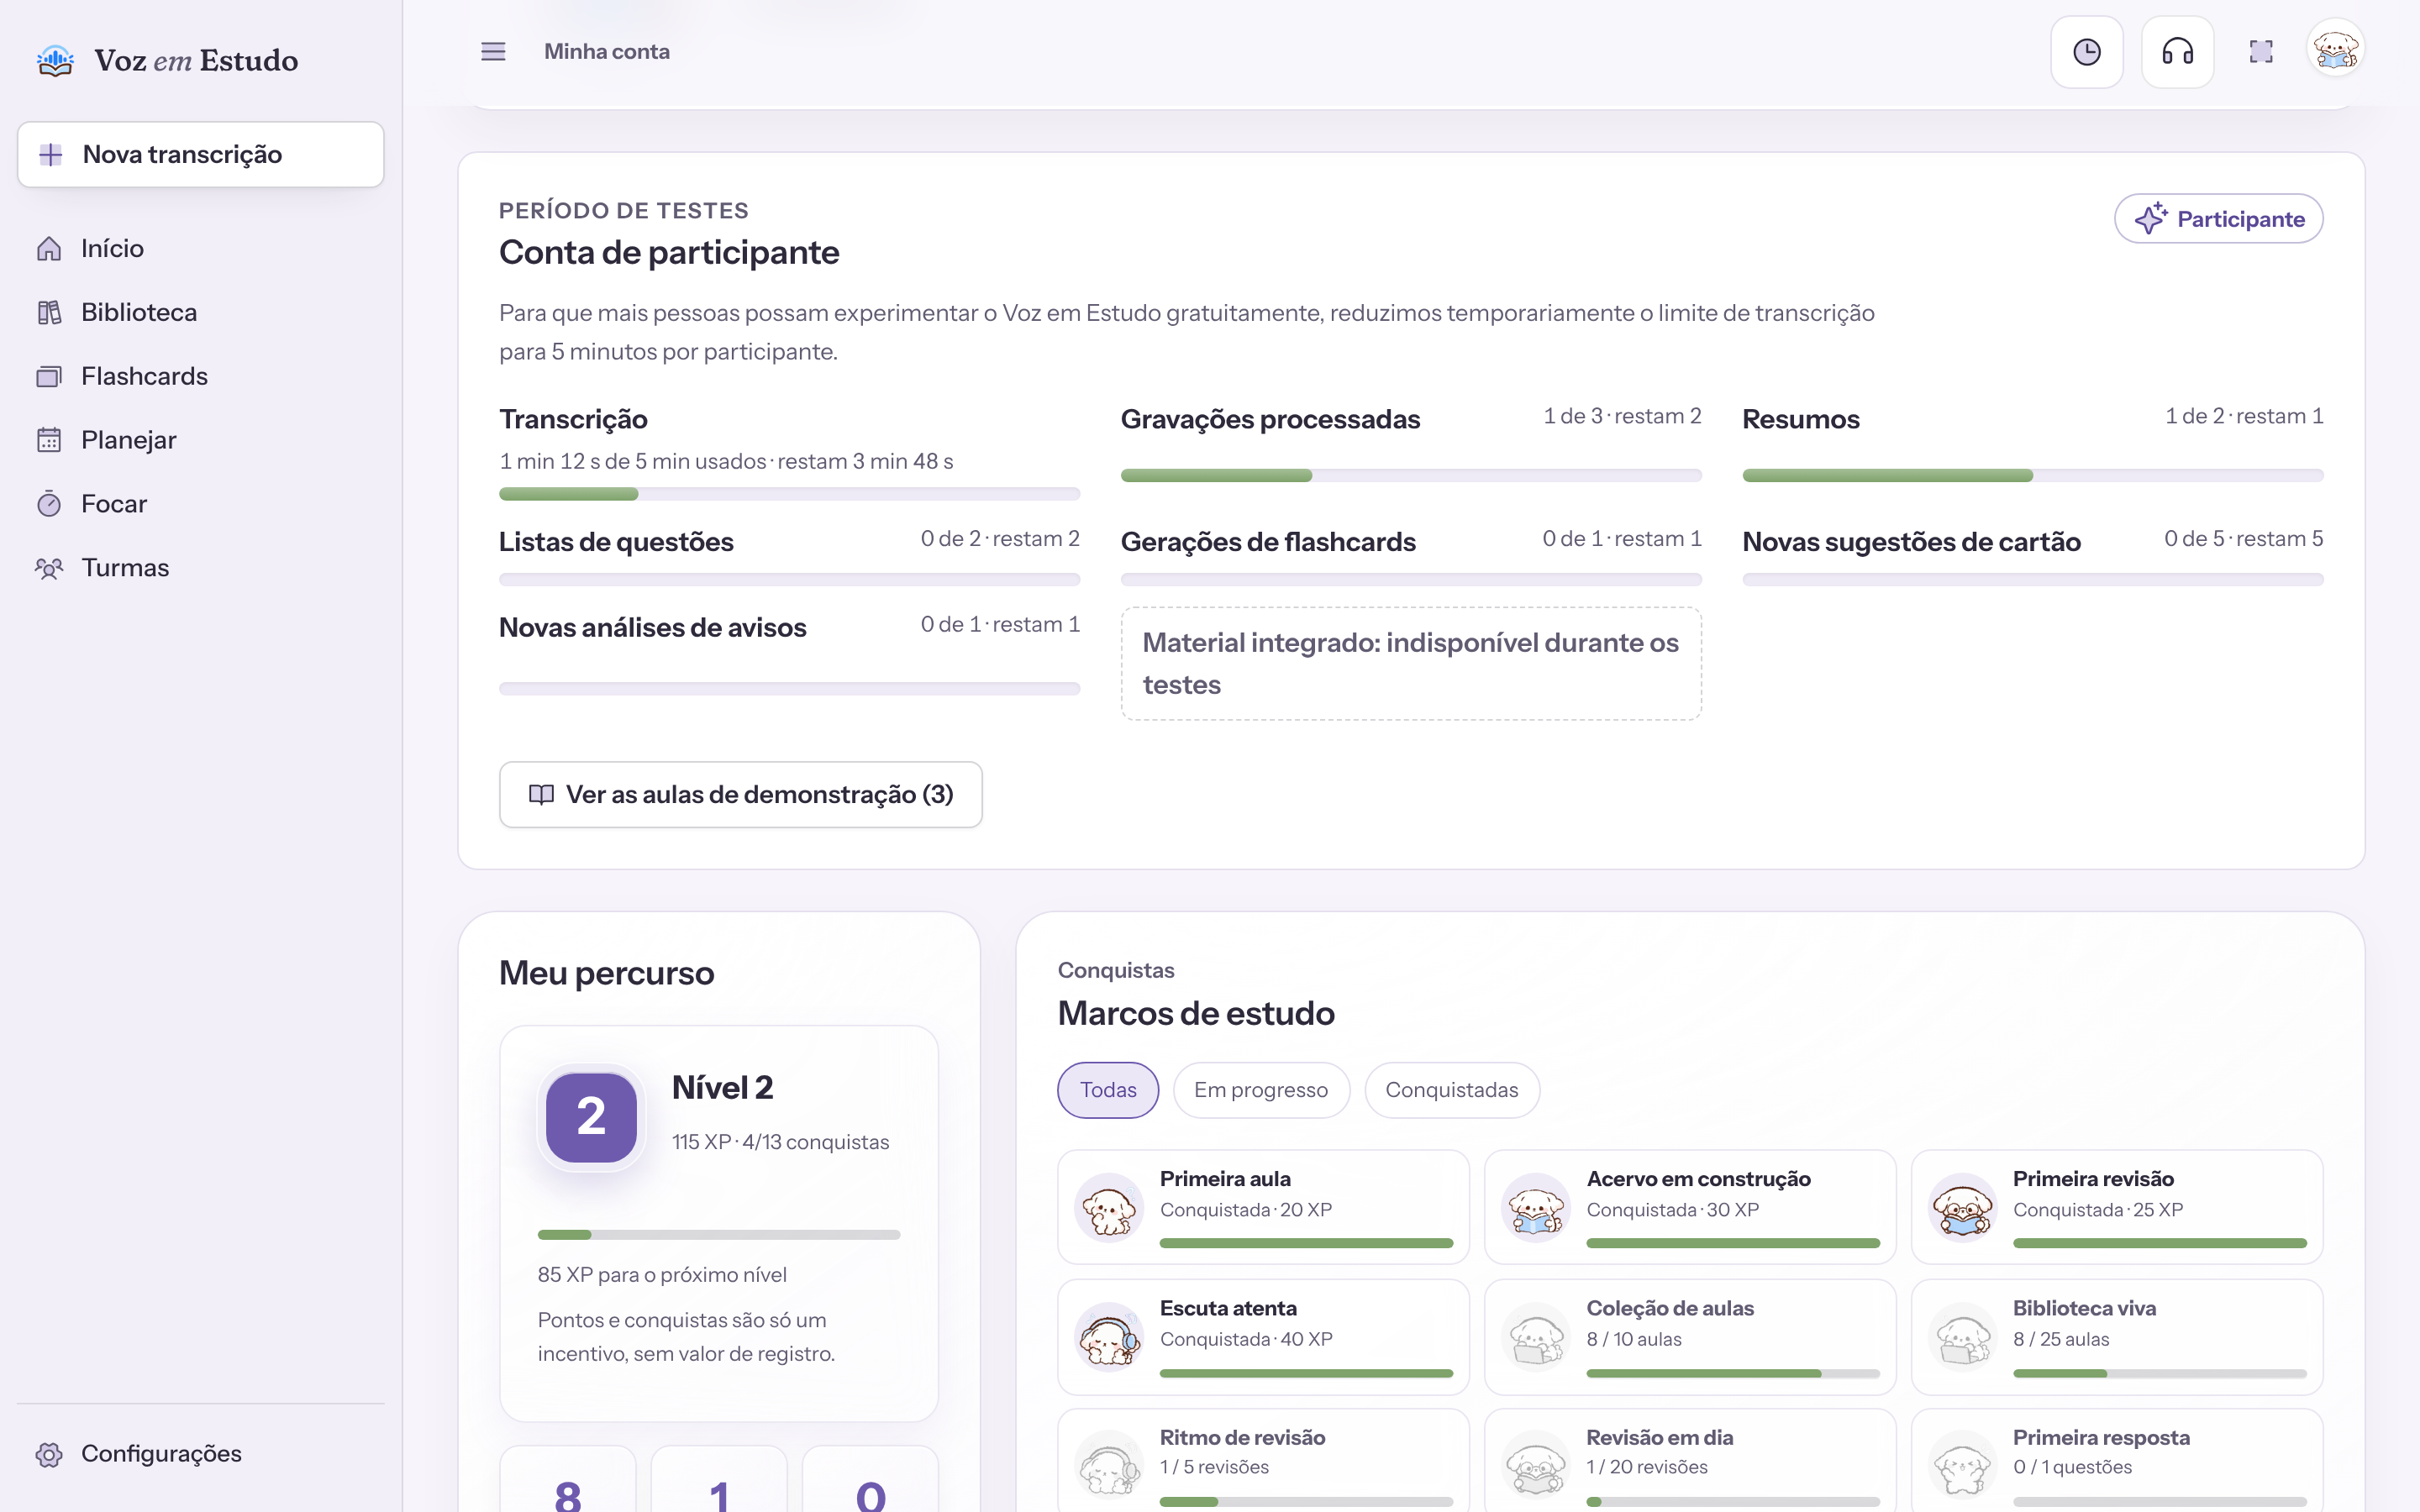 Voz em Estudo
Nova transcrição
Início
Biblioteca
Flashcards
Planejar
Focar
Turmas
Configurações
Minha conta
PERÍODO DE TESTES
Conta de participante
Participante
Para que mais pessoas possam experimentar o Voz em Estudo gratuitamente, reduzimos temporariamente o limite de transcrição
para 5 minutos por participante.
Transcrição
1 min 12 s de 5 min usados · restam 3 min 48 s
Gravações processadas
1 de 3 · restam 2
Resumos
1 de 2 · restam 1
Listas de questões
0 de 2 · restam 2
Gerações de flashcards
0 de 1 · restam 1
Novas sugestões de cartão
0 de 5 · restam 5
Novas análises de avisos
0 de 1 · restam 1
Material integrado: indisponível durante os
testes
Ver as aulas de demonstração (3)
Meu percurso
2
Nível 2
115 XP · 4/13 conquistas
85 XP para o próximo nível
Pontos e conquistas são só um
incentivo, sem valor de registro.
8
1
0
Conquistas
Marcos de estudo
Todas
Em progresso
Conquistadas
Primeira aula
Conquistada · 20 XP
Acervo em construção
Conquistada · 30 XP
Primeira revisão
Conquistada · 25 XP
Escuta atenta
Conquistada · 40 XP
Coleção de aulas
8 / 10 aulas
Biblioteca viva
8 / 25 aulas
Ritmo de revisão
1 / 5 revisões
Revisão em dia
1 / 20 revisões
Primeira resposta
0 / 1 questões